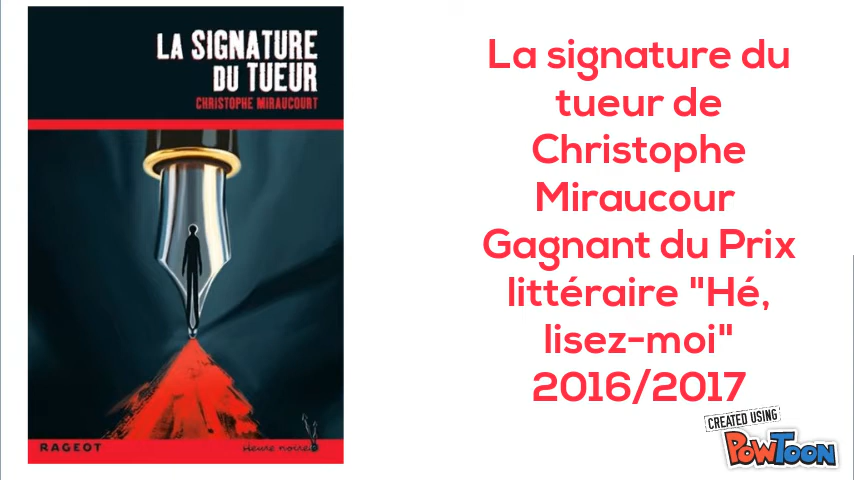 LA SIGNATURE
DU TUEUR
CHRISTOPHE MIRAUCOURT
RAGEOT
Heure noire
La signature du
tueur de
Christophe
Miraucour
Gagnant du Prix
littéraire "Hé,
lisez-moi"
2016/2017
CREATED USING
POWTOON